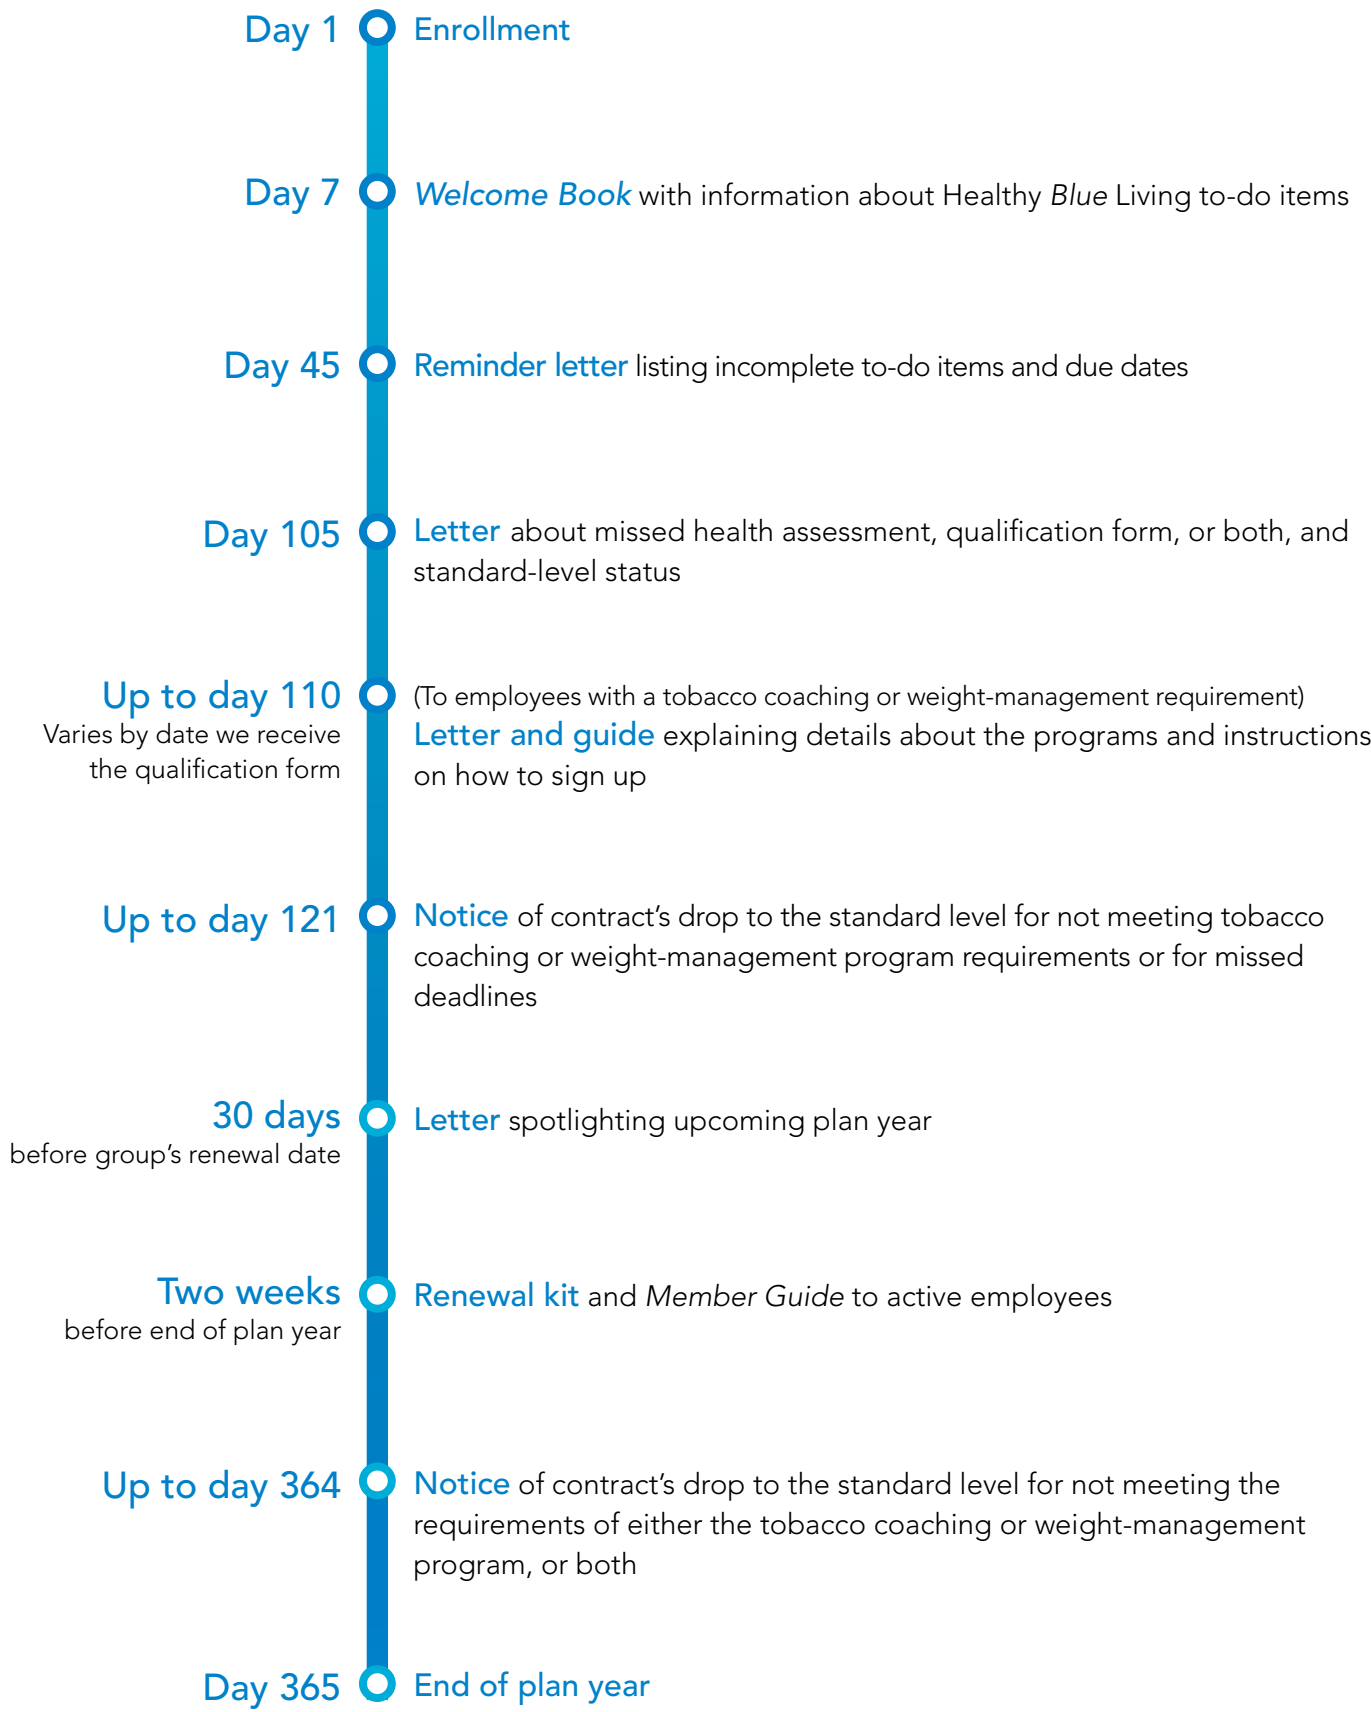 Day 1 Enrollment
Day 7 Welcome Book with information about Healthy Blue Living to-do items
Day 45 Reminder letter listing incomplete to-do items and due dates
Day 105 Letter about missed health assessment, qualification form, or both, and
standard-level status
Up to day 110
Varies by date we receive
the qualification form
(To employees with a tobacco coaching or weight-management requirement)
Letter and guide explaining details about the programs and instructions
on how to sign up
Up to day 121 Notice of contract’s drop to the standard level for not meeting tobacco
coaching or weight-management program requirements or for missed
deadlines
30 days
before group’s renewal date
Letter spotlighting upcoming plan year
Two weeks
before end of plan year
Renewal kit and Member Guide to active employees
Up to day 364 Notice of contract’s drop to the standard level for not meeting the
requirements of either the tobacco coaching or weight-management
program, or both
Day 365 End of plan year